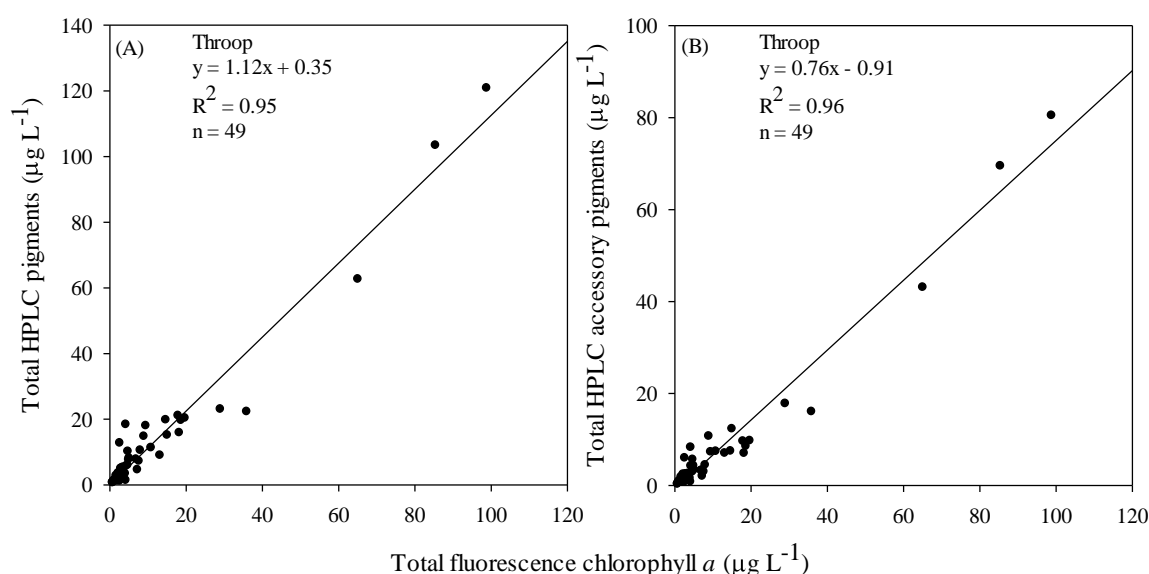 (A)
Throop
y = 1.12x + 0.35
R² = 0.95
n = 49
Total HPLC pigments (µg L⁻¹)
140
120
100
80
60
40
20
0
0 20 40 60 80 100 120
(B)
Throop
y = 0.76x - 0.91
R² = 0.96
n = 49
Total HPLC accessory pigments (µg L⁻¹)
100
80
60
40
20
0
0 20 40 60 80 100 120
Total fluorescence chlorophyll a (µg L⁻¹)